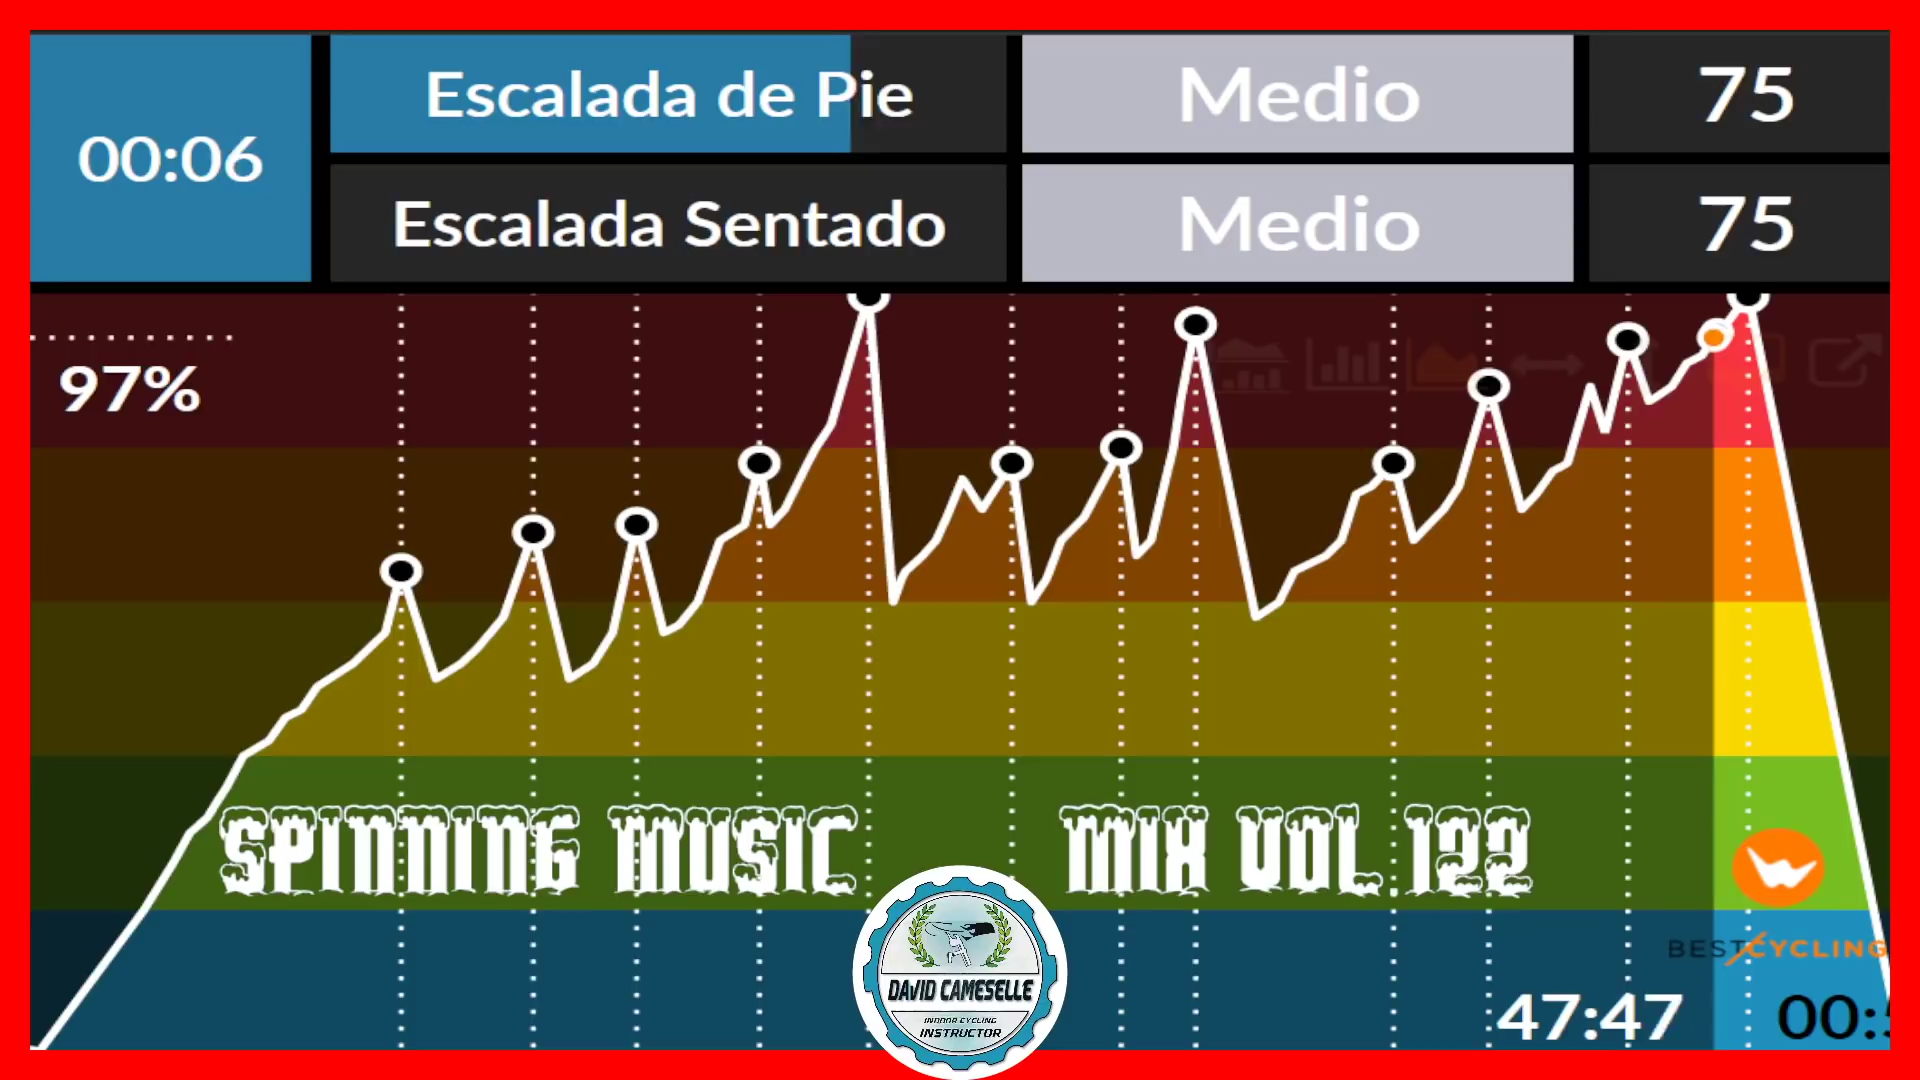 00:06
Escalada de Pie
Medio
75
Escalada Sentado
Medio
75
97%
SPINNING MUSIC MIX VOL.122
BESTCYCLING
DAVID CAMESELLE
INDOOR CYCLING
INSTRUCTOR
47:47
00: